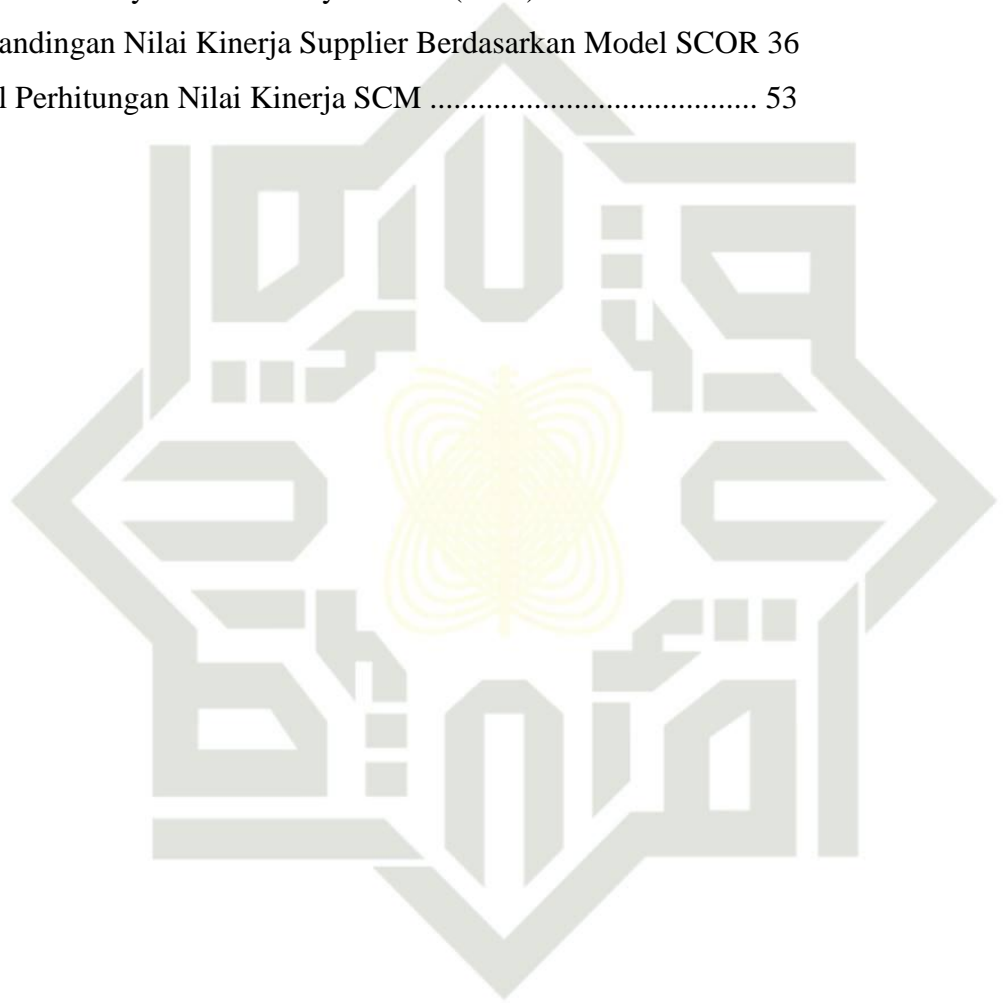 andingan Nilai Kinerja Supplier Berdasarkan Model SCOR 36
l Perhitungan Nilai Kinerja SCM ....................................... 53